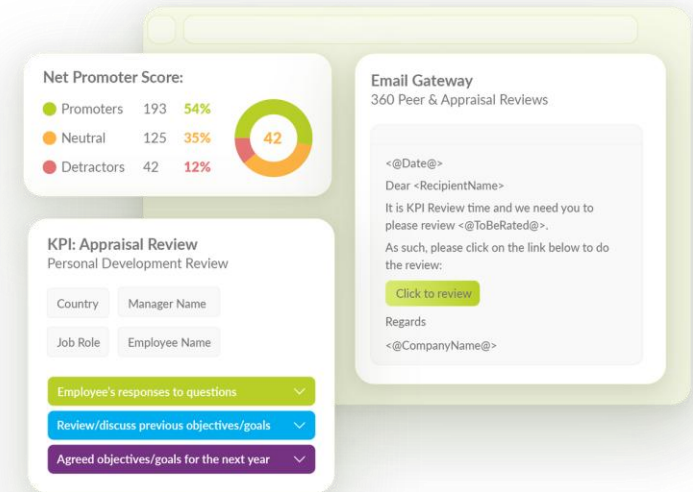 Net Promoter Score:
Promoters 193 54%
Neutral 125 35%
Detractors 42 12%
42
KPI: Appraisal Review
Personal Development Review
Country Manager Name
Job Role Employee Name
Employee's responses to questions
Review/discuss previous objectives/goals
Agreed objectives/goals for the next year
Email Gateway
360 Peer & Appraisal Reviews
<@Date@>
Dear <RecipientName>
It is KPI Review time and we need you to
please review <@ToBeRated@>.
As such, please click on the link below to do
the review:
Click to review
Regards
<@CompanyName@>